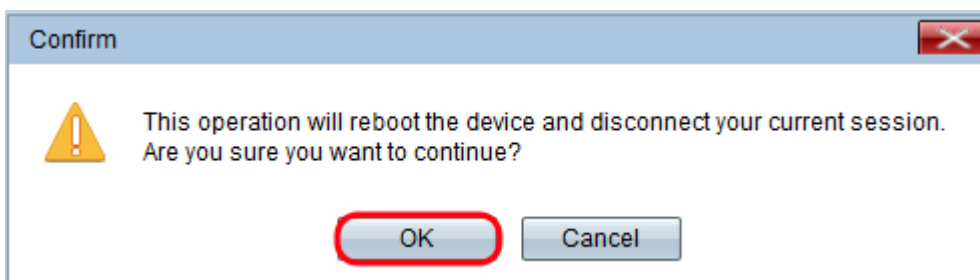 Confirm
This operation will reboot the device and disconnect your current session.
Are you sure you want to continue?
OK Cancel